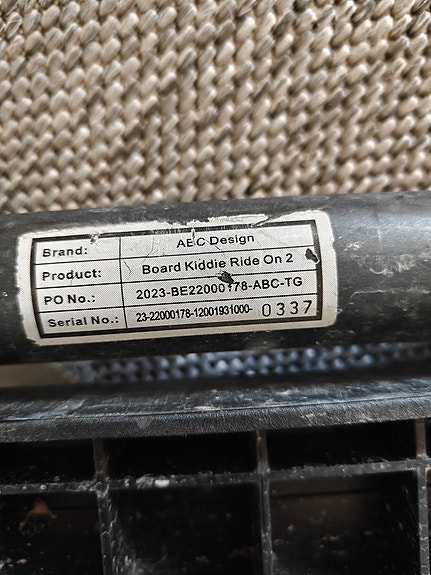 Brand: ABC Design
Product: Board Kiddie Ride On 2
PO No.: 2023-BE22000178-ABC-TG
Serial No.: 23-22000178-12001931000- 0337